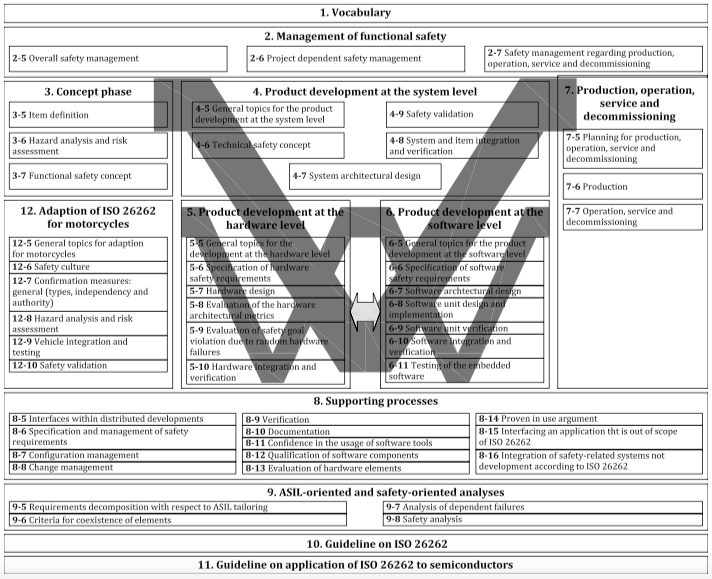 1. Vocabulary
2. Management of functional safety
2-5 Overall safety management
2-6 Project dependent safety management
2-7 Safety management regarding production,
operation, service and decommissioning
3. Concept phase
3-5 Item definition
3-6 Hazard analysis and risk
assessment
3-7 Functional safety concept
4. Product development at the system level
4-5 General topics for the product
development at the system level
4-6 Technical safety concept
4-9 Safety validation
4-8 System and item integration
and verification
4-7 System architectural design
7. Production, operation,
service and
decommissioning
7-5 Planning for production,
operation, service and
decommissioning
7-6 Production
7-7 Operation, service and
decommissioning
12. Adaption of ISO 26262
for motorcycles
12-5 General topics for adaption
for motorcycles
12-6 Safety culture
12-7 Confirmation measures:
general (types, independency and
authority)
12-8 Hazard analysis and risk
assessment
12-9 Vehicle integration and
testing
12-10 Safety validation
5. Product development at the
hardware level
5-5 General topics for the
development at the hardware level
5-6 Specification of hardware
safety requirements
5-7 Hardware design
5-8 Evaluation of the hardware
architectural metrics
5-9 Evaluation of safety goal
violation due to random hardware
failures
5-10 Hardware integration and
verification
6. Product development at the
software level
6-5 General topics for the product
development at the software level
6-6 Specification of software
safety requirements
6-7 Software archtectural design
6-8 Software unit design and
implementation
6-9 Software unit verification
6-10 Software integration and
verification
6-11 Testing of the embedded
software
8. Supporting processes
8-5 Interfaces within distributed developments
8-6 Specification and management of safety
requirements
8-7 Configuration management
8-8 Change management
8-9 Verification
8-10 Documentation
8-11 Confidence in the usage of software tools
8-12 Qualification of software components
8-13 Evaluation of hardware elements
8-14 Proven in use argument
8-15 Interfacing an application tht is out of scope
of ISO 26262
8-16 Integration of safety-related systems not
development according to ISO 26262
9. ASIL-oriented and safety-oriented analyses
9-5 Requirements decomposition with respect to ASIL tailoring
9-6 Criteria for coexistence of elements
9-7 Analysis of dependent failures
9-8 Safety analysis
10. Guideline on ISO 26262
11. Guideline on application of ISO 26262 to semiconductors